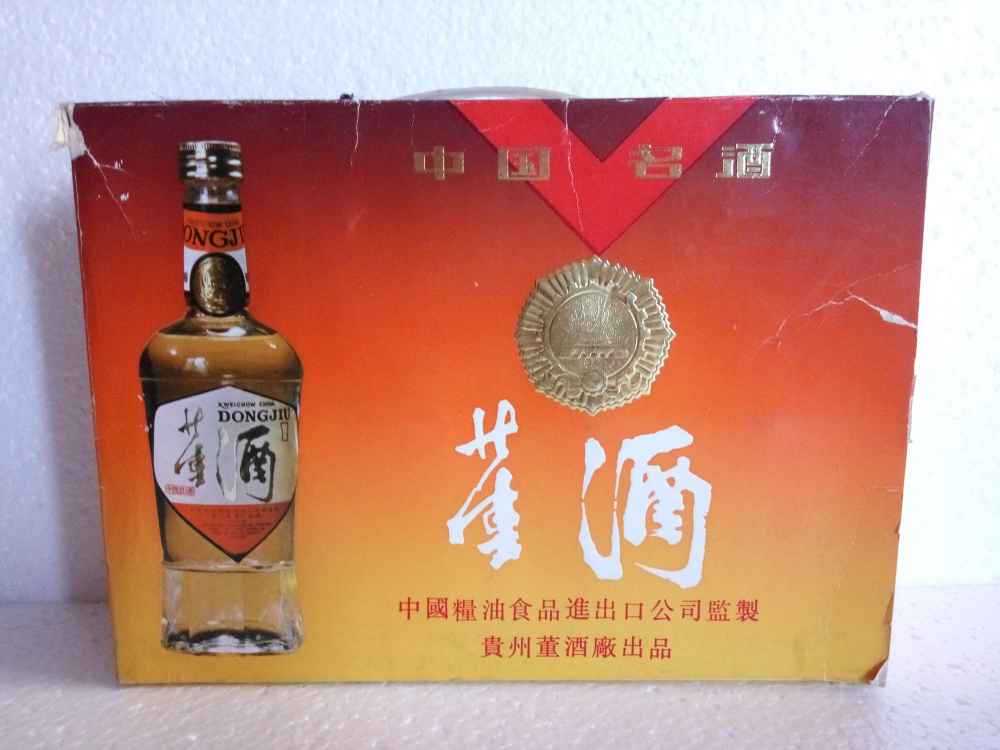 中国名酒
董酒
中國糧油食品進出口公司監製
貴州董酒廠出品
DONGJI
KWEICHOW CHINA
DONGJIU
董酒